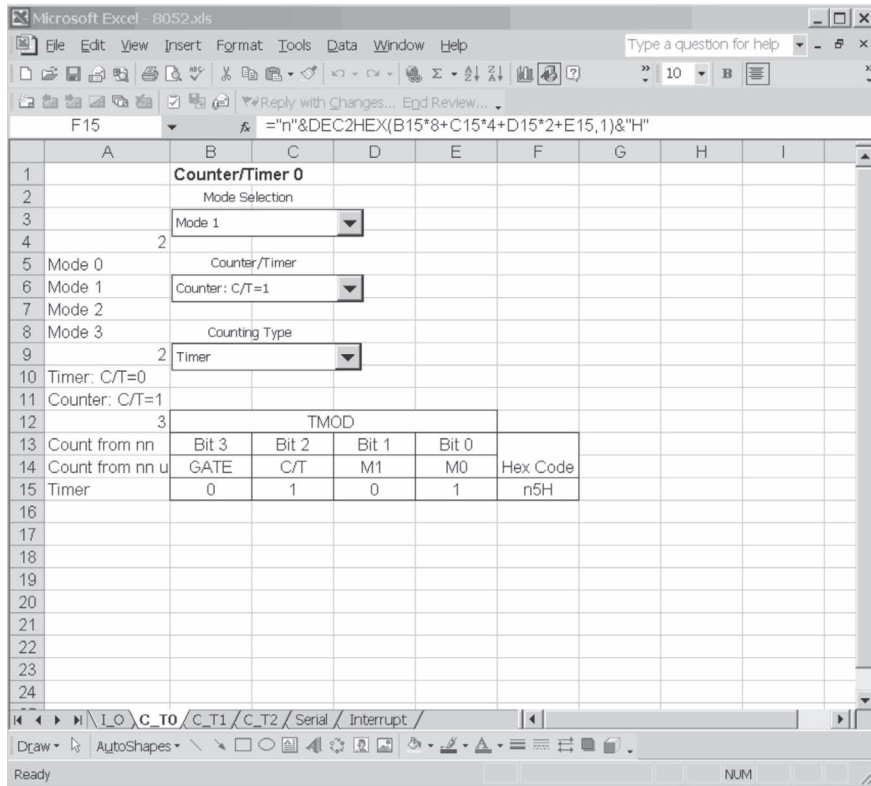 Microsoft Excel - 8052.xls
File Edit View Insert Format Tools Data Window Help Type a question for help
10 B
Reply with Changes... End Review...
F15 fx ="n"&DEC2HEX(B15*8+C15*4+D15*2+E15,1)&"H"
A B C D E F G H I
1 Counter/Timer 0
2 Mode Selection
3 Mode 1
4 2
5 Mode 0 Counter/Timer
6 Mode 1 Counter: C/T=1
7 Mode 2
8 Mode 3 Counting Type
9 2 Timer
10 Timer: C/T=0
11 Counter: C/T=1
12 3 TMOD
13 Count from nn Bit 3 Bit 2 Bit 1 Bit 0
14 Count from nn u GATE C/T M1 M0 Hex Code
15 Timer 0 1 0 1 n5H
16
17
18
19
20
21
22
23
24
I_O C_T0 C_T1 C_T2 Serial Interrupt
Draw AutoShapes
Ready NUM